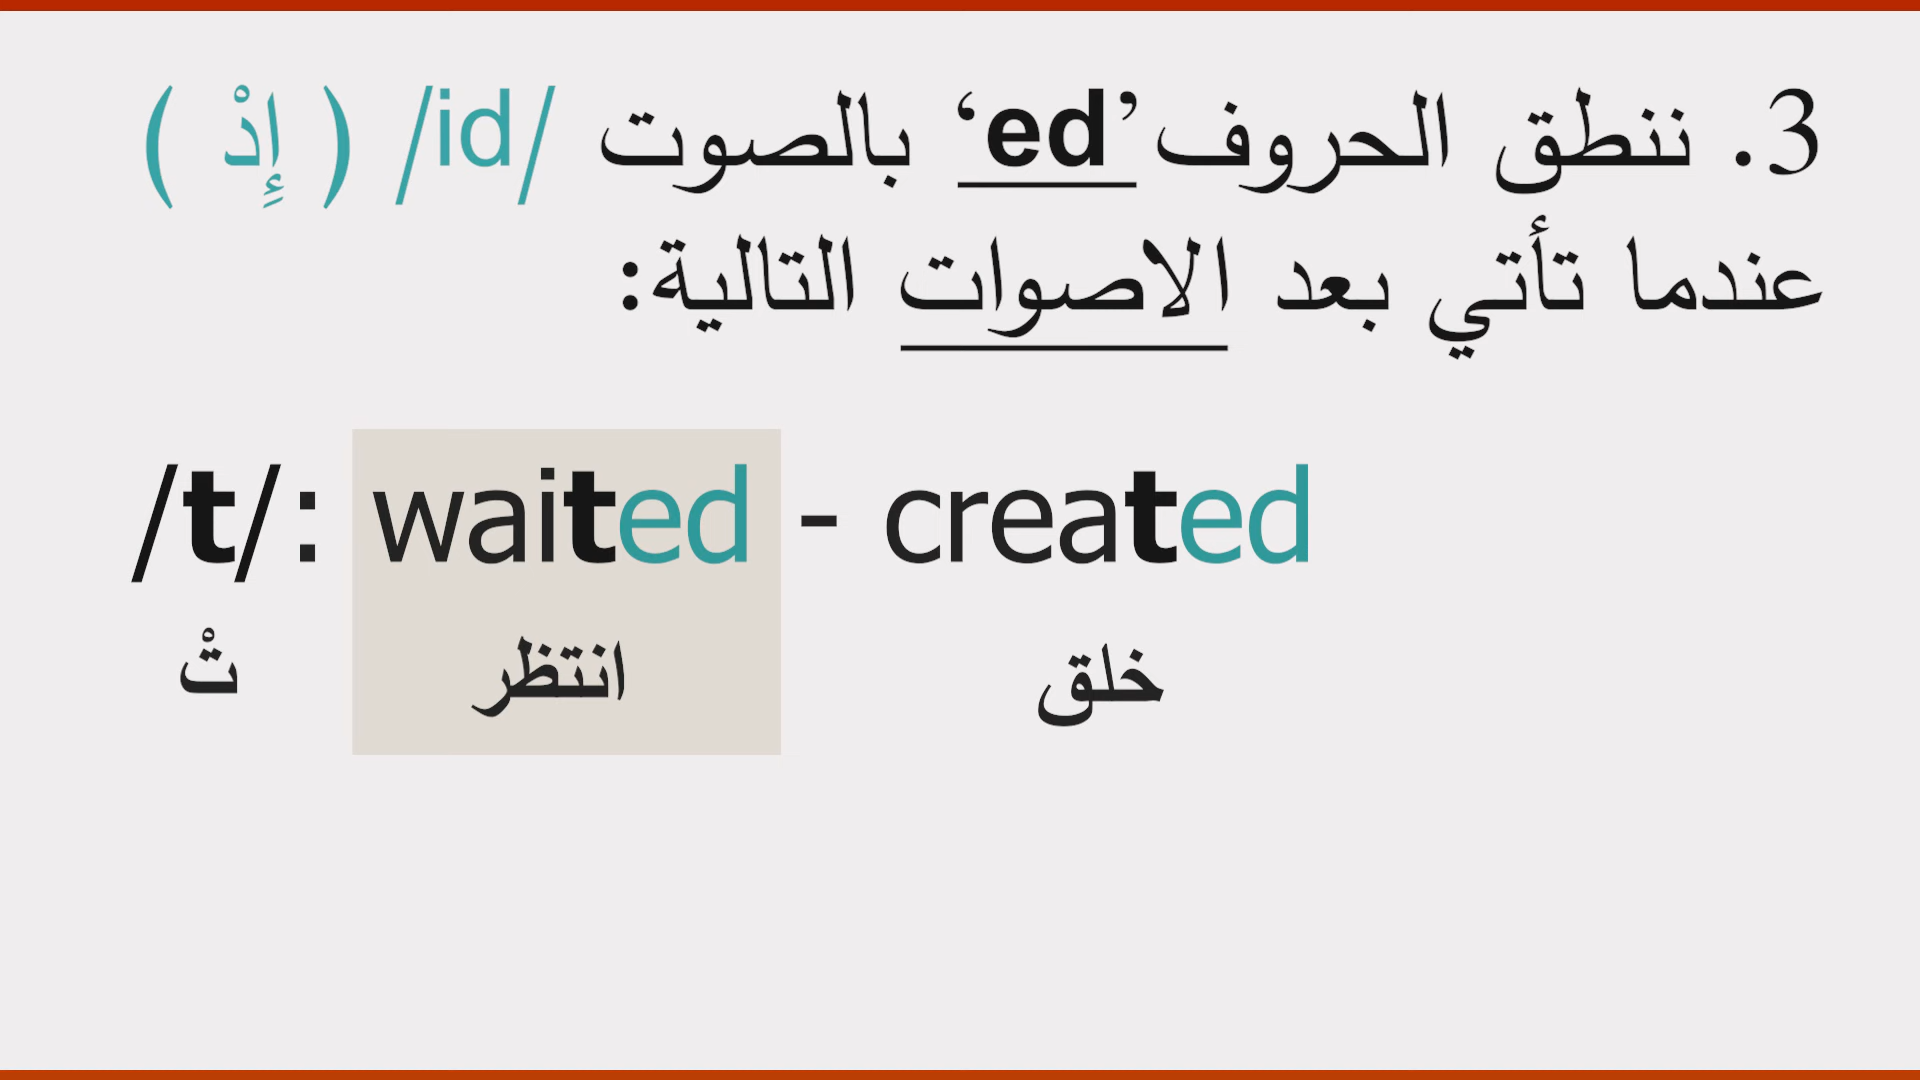 3. ننطق الحروف ’ed‘ بالصوت /id/ ( إِدْ )
عندما تأتي بعد الاصوات التالية:
/t/: waited - created
تْ انتظر خلق